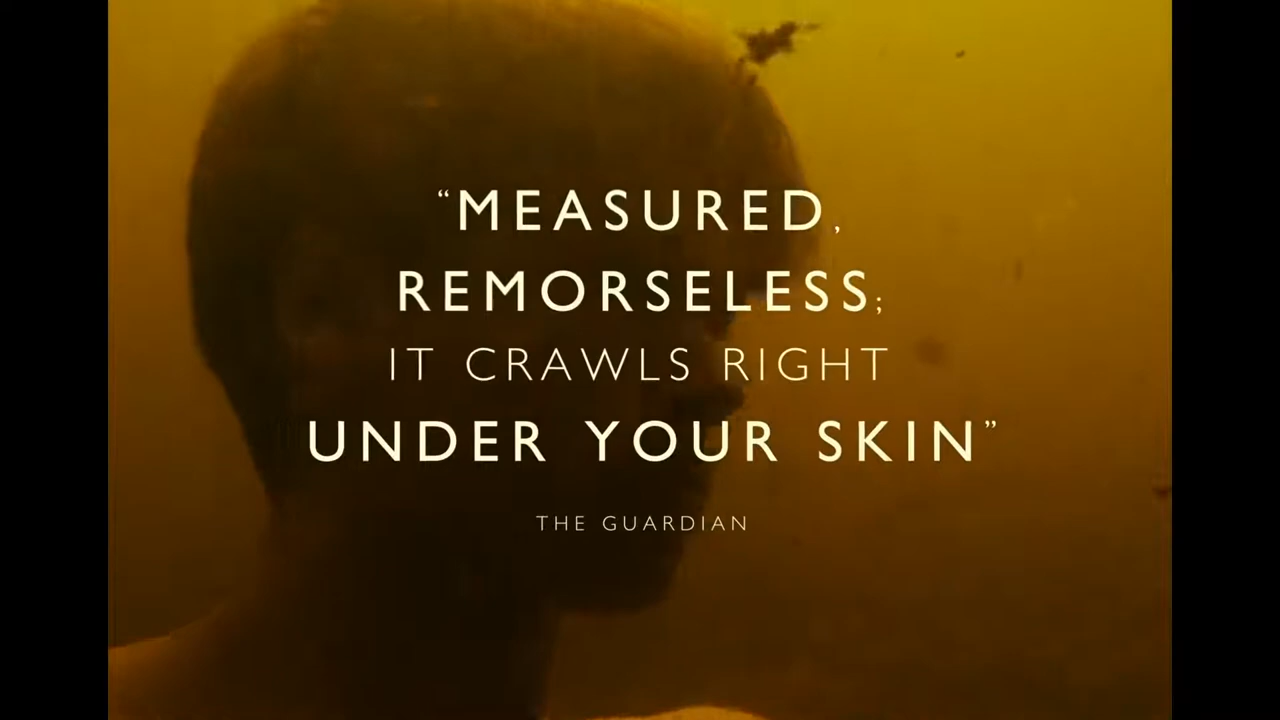 “MEASURED,
REMORSELESS;
IT CRAWLS RIGHT
UNDER YOUR SKIN”
THE GUARDIAN